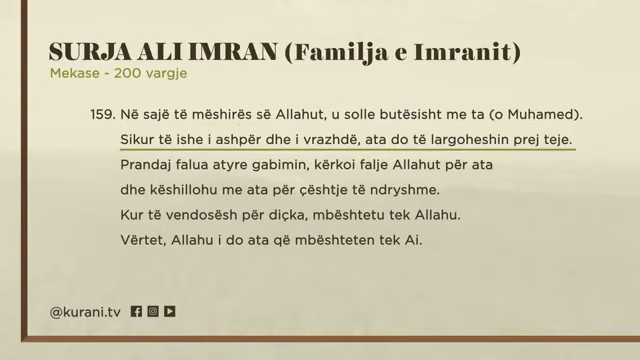 SURJA ALI IMRAN (Familja e Imranit)
Mekase - 200 vargje
159. Në sajë të mëshirës së Allahut, u solle butësisht me ta (o Muhamed).
Sikur të ishe i ashpër dhe i vrazhdë, ata do të largoheshin prej teje.
Prandaj falua atyre gabimin, kërkoi falje Allahut për ata
dhe këshillohu me ata për çështje të ndryshme.
Kur të vendosësh për diçka, mbështetu tek Allahu.
Vërtet, Allahu i do ata që mbështeten tek Ai.
@kurani.tv